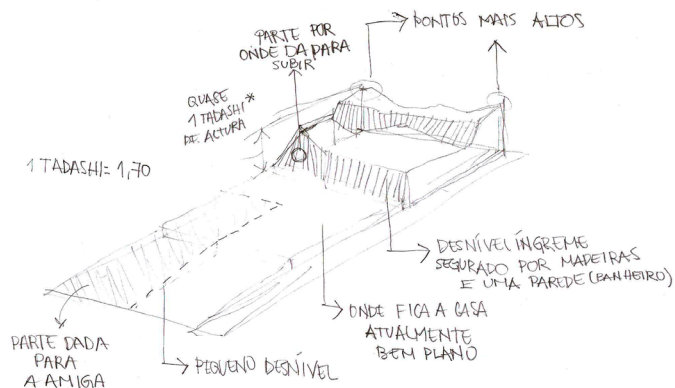 PONTOS MAIS ALTOS
PARTE POR
ONDE DÁ PARA
SUBIR
QUASE
1 TADASHI*
DE ALTURA
1 TADASHI = 1,70
DESNÍVEL ÍNGREME
SEGURADO POR MADEIRAS
E UMA PAREDE (BANHEIRO)
ONDE FICA A CASA
ATUALMENTE
BEM PLANO
PARTE DADA
PARA
A AMIGA
PEQUENO DESNÍVEL